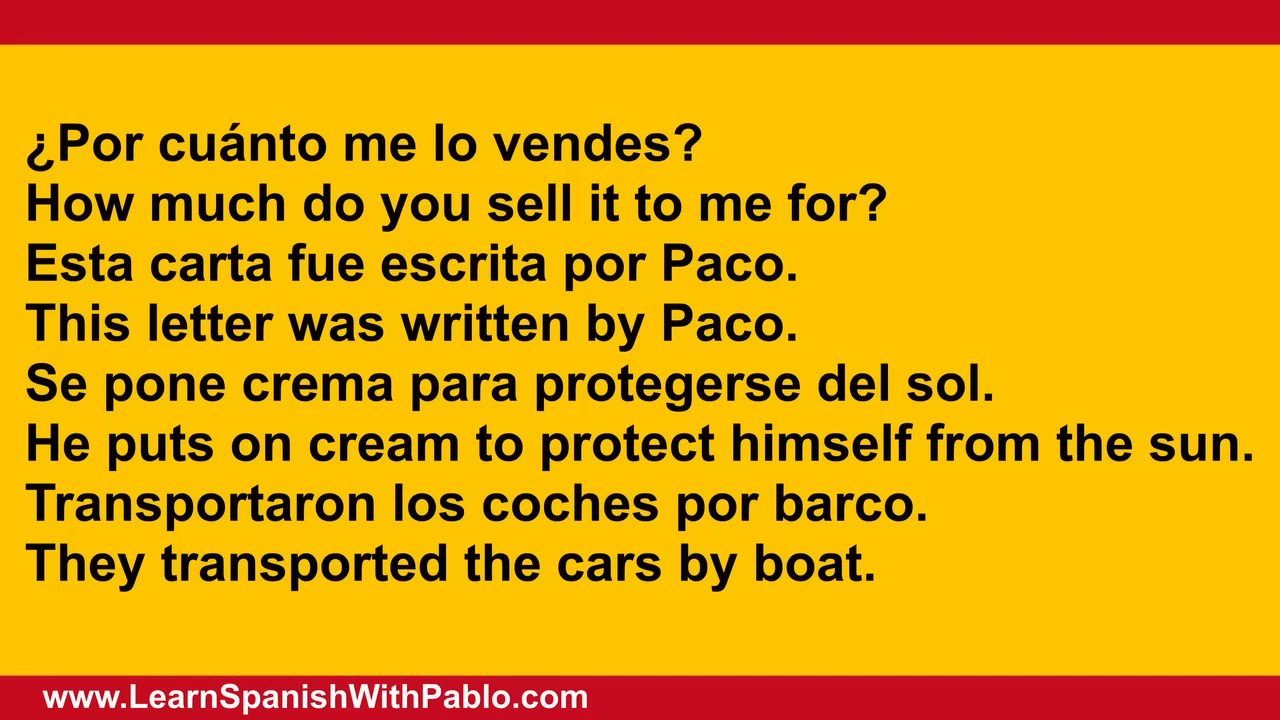 ¿Por cuánto me lo vendes?
How much do you sell it to me for?
Esta carta fue escrita por Paco.
This letter was written by Paco.
Se pone crema para protegerse del sol.
He puts on cream to protect himself from the sun.
Transportaron los coches por barco.
They transported the cars by boat.
www.LearnSpanishWithPablo.com